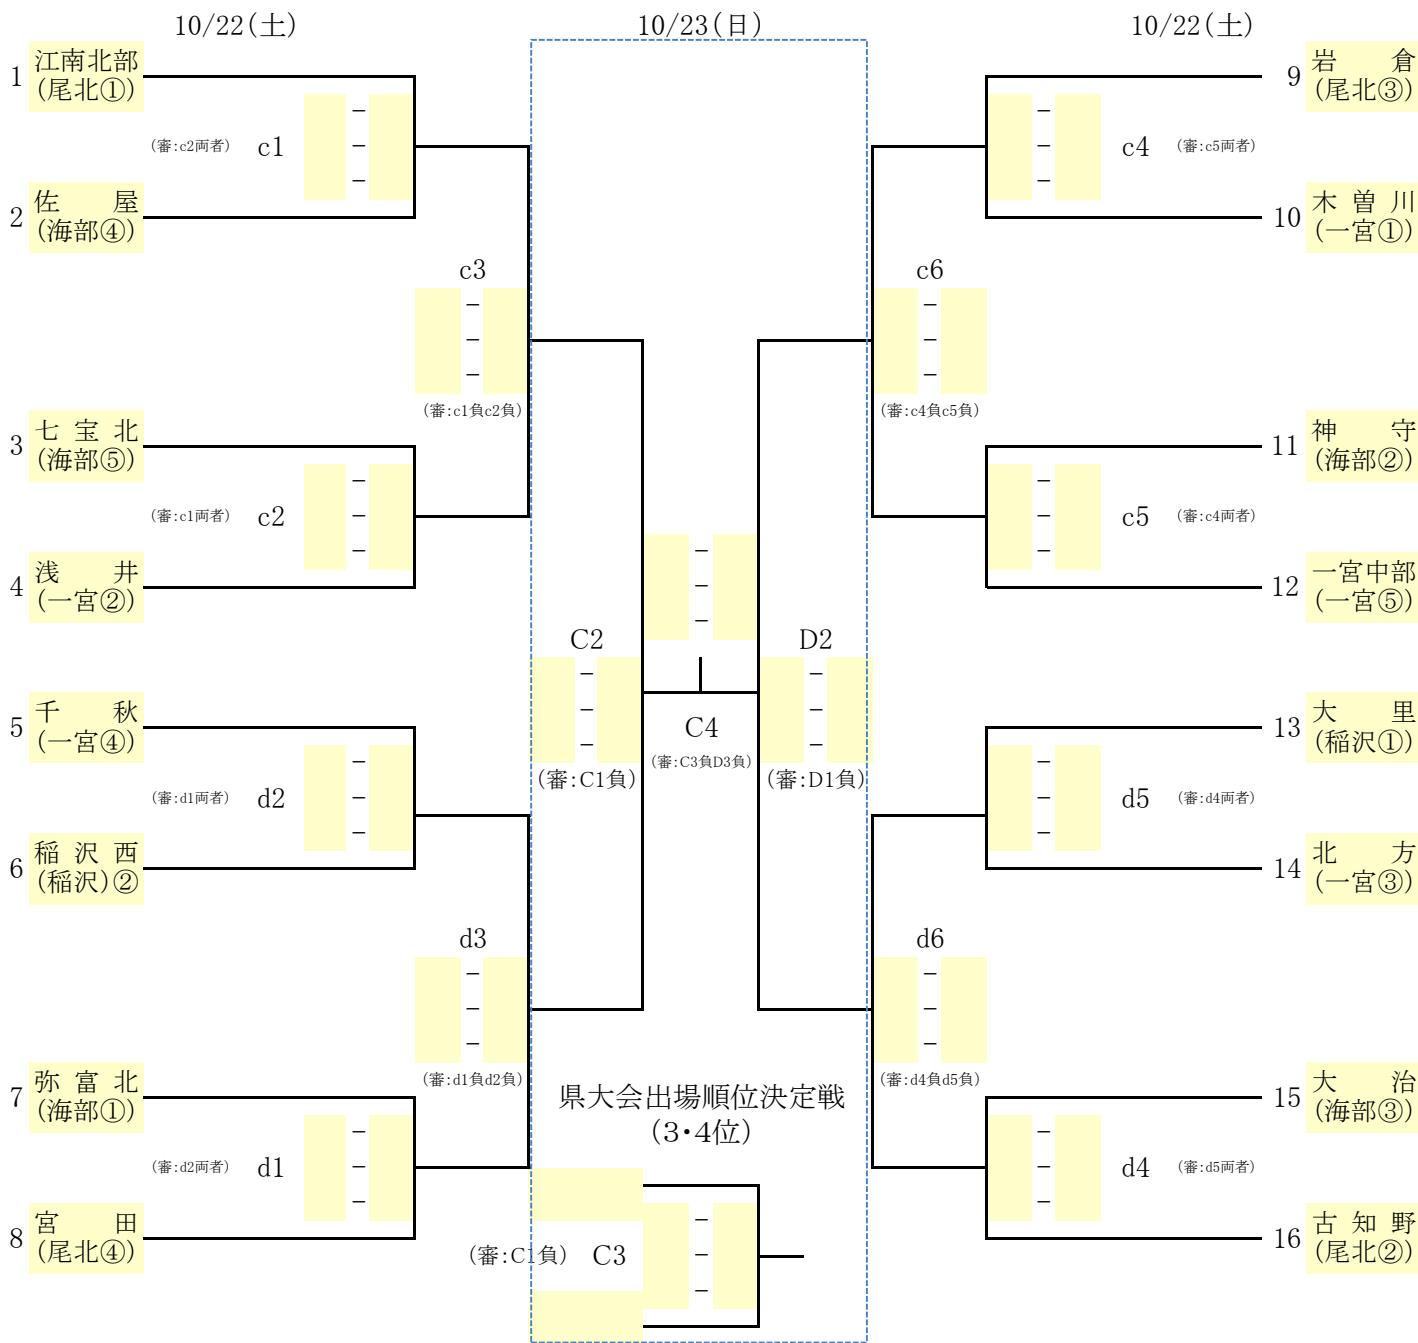 10/22(土)
10/23(日)
10/22(土)
1 江南北部
(尾北①)
(審:c2両者) c1
2 佐屋
(海部④)
c3
(審:c1負c2負)
3 七宝北
(海部⑤)
(審:c1両者) c2
4 浅井
(一宮②)
5 千秋
(一宮④)
(審:d1両者) d2
6 稲沢西
(稲沢)②
d3
(審:d1負d2負)
7 弥富北
(海部①)
(審:d2両者) d1
8 宮田
(尾北④)
C2
(審:C1負)
C4
(審:C3負D3負)
D2
(審:D1負)
県大会出場順位決定戦
(3・4位)
(審:C1負) C3
9 岩倉
(尾北③)
c4 (審:c5両者)
10 木曽川
(一宮①)
c6
(審:c4負c5負)
11 神守
(海部②)
c5 (審:c4両者)
12 一宮中部
(一宮⑤)
13 大里
(稲沢①)
d5 (審:d4両者)
14 北方
(一宮③)
d6
(審:d4負d5負)
15 大治
(海部③)
d4 (審:d5両者)
16 古知野
(尾北②)